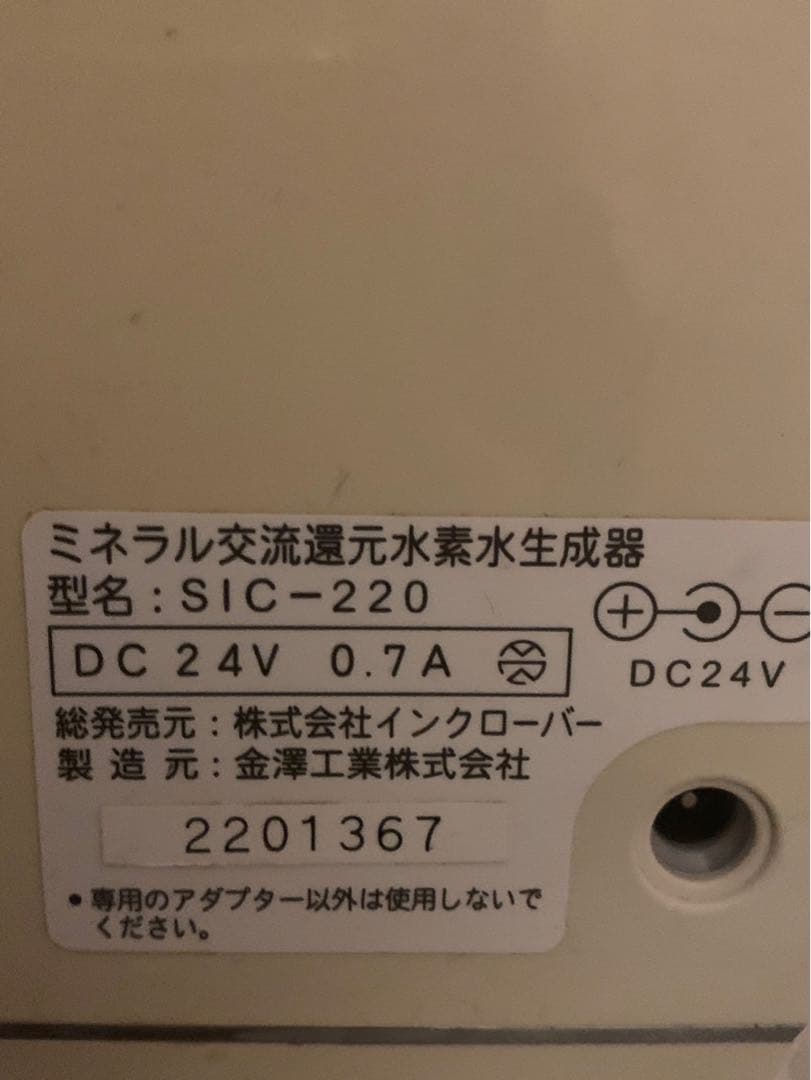 ミネラル交流還元水素水生成器
型名：SIC－220
DC 24V 0.7A
DC24V
総発売元：株式会社インクローバー
製造元：金澤工業株式会社
2201367
•専用のアダプター以外は使用しないで
ください。